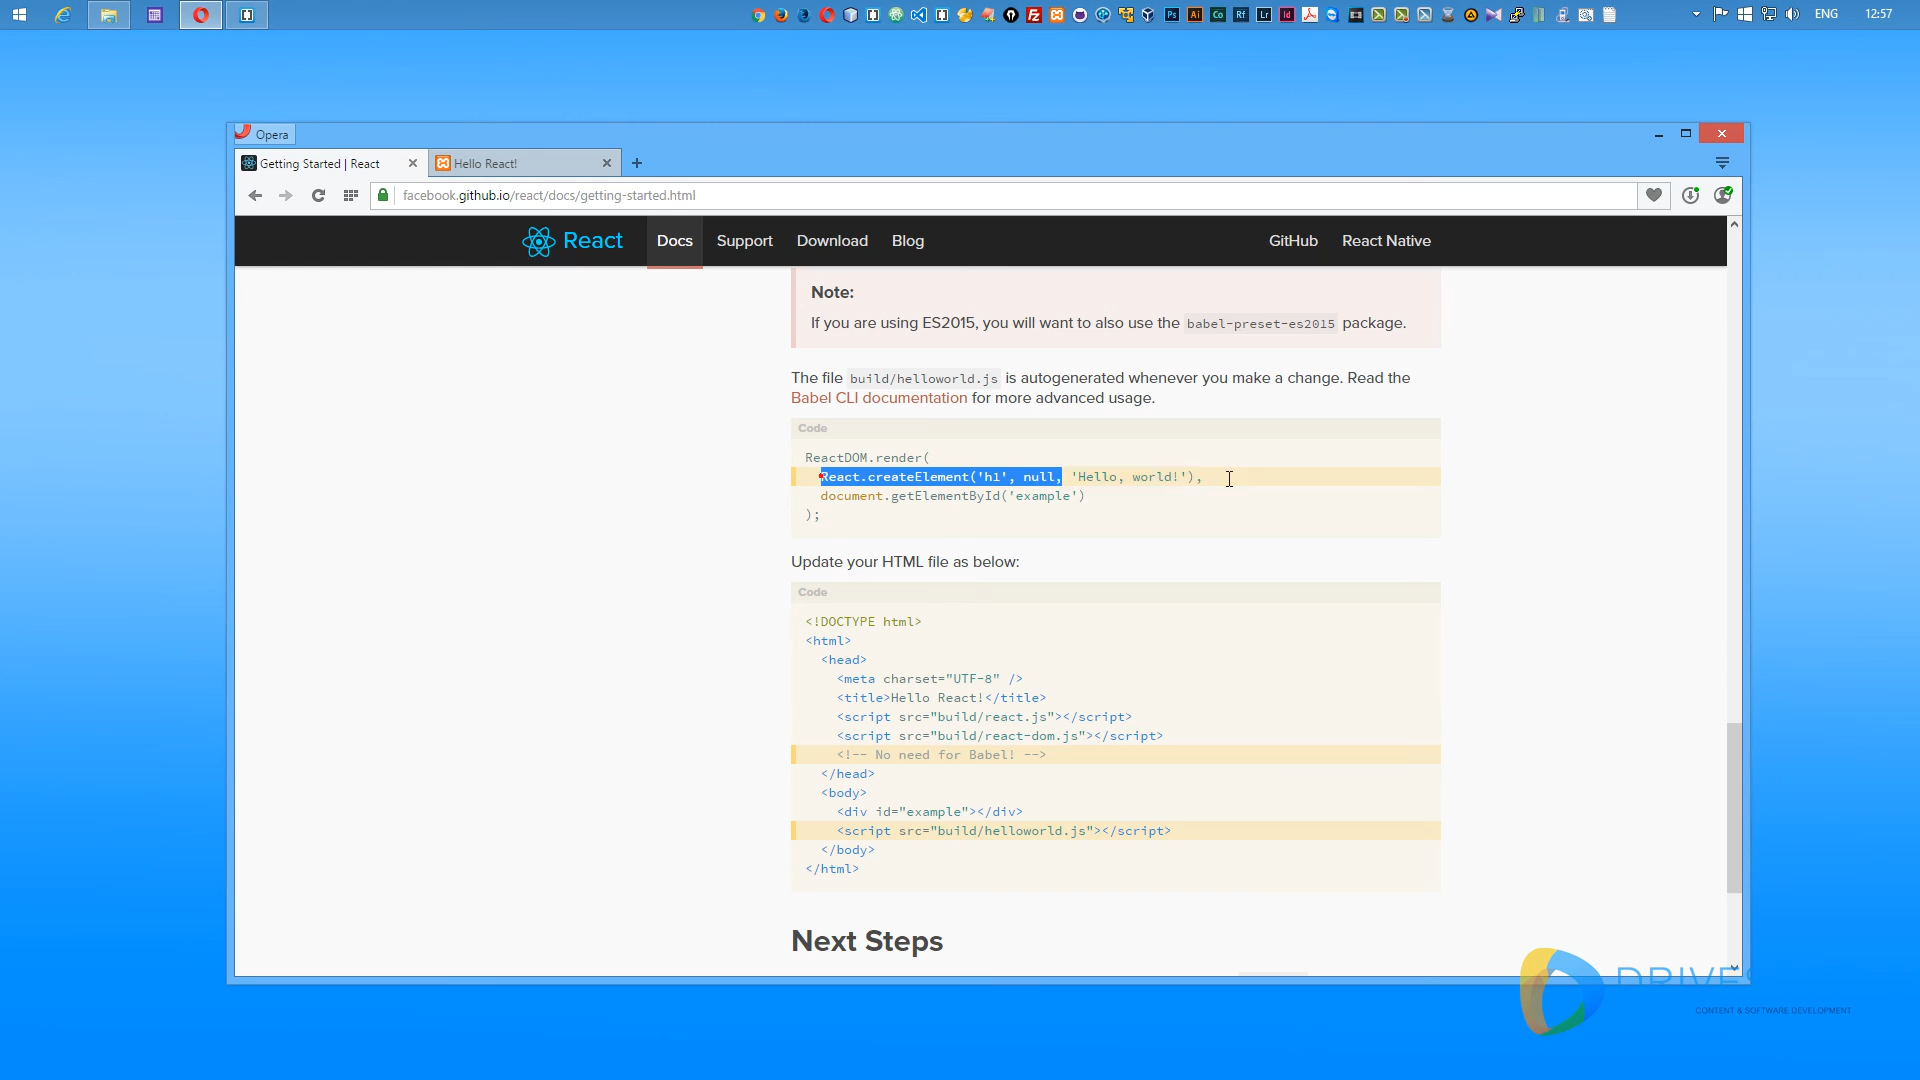 ENG
12:57
Opera
Getting Started | React
Hello React!
facebook.github.io/react/docs/getting-started.html
React
Docs
Support
Download
Blog
GitHub
React Native
Note:
If you are using ES2015, you will want to also use the babel-preset-es2015 package.
The file build/helloworld.js is autogenerated whenever you make a change. Read the
Babel CLI documentation for more advanced usage.
Code
ReactDOM.render(
React.createElement('h1', null, 'Hello, world!'),
document.getElementById('example')
);
Update your HTML file as below:
Code
<!DOCTYPE html>
<html>
<head>
<meta charset="UTF-8" />
<title>Hello React!</title>
<script src="build/react.js"></script>
<script src="build/react-dom.js"></script>
<!-- No need for Babel! -->
</head>
<body>
<div id="example"></div>
<script src="build/helloworld.js"></script>
</body>
</html>
Next Steps
CONTENT & SOFTWARE DEVELOPMENT